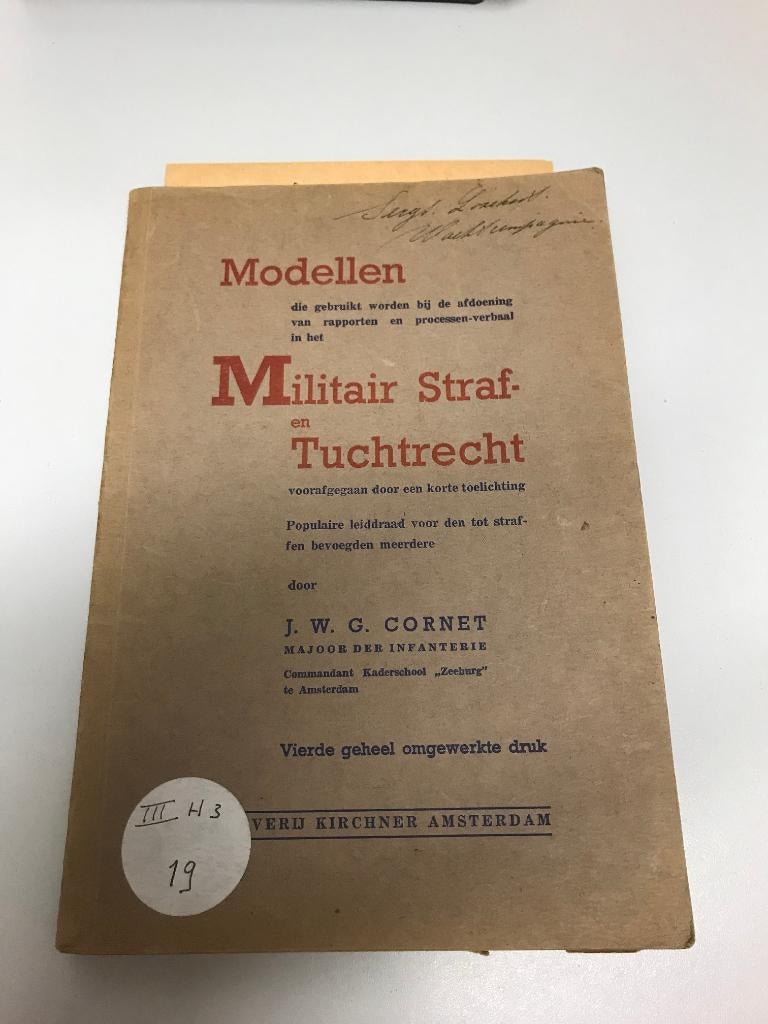 Sergt.
Wachtcompagnie.
Modellen
die gebruikt worden bij de afdoening
van rapporten en processen-verbaal
in het
Militair Straf-
en
Tuchtrecht
voorafgegaan door een korte toelichting
Populaire leiddraad voor den tot straf-
fen bevoegden meerdere
door
J. W. G. CORNET
MAJOOR DER INFANTERIE
Commandant Kaderschool „Zeeburg"
te Amsterdam
Vierde geheel omgewerkte druk
VERIJ KIRCHNER AMSTERDAM
III H3
19